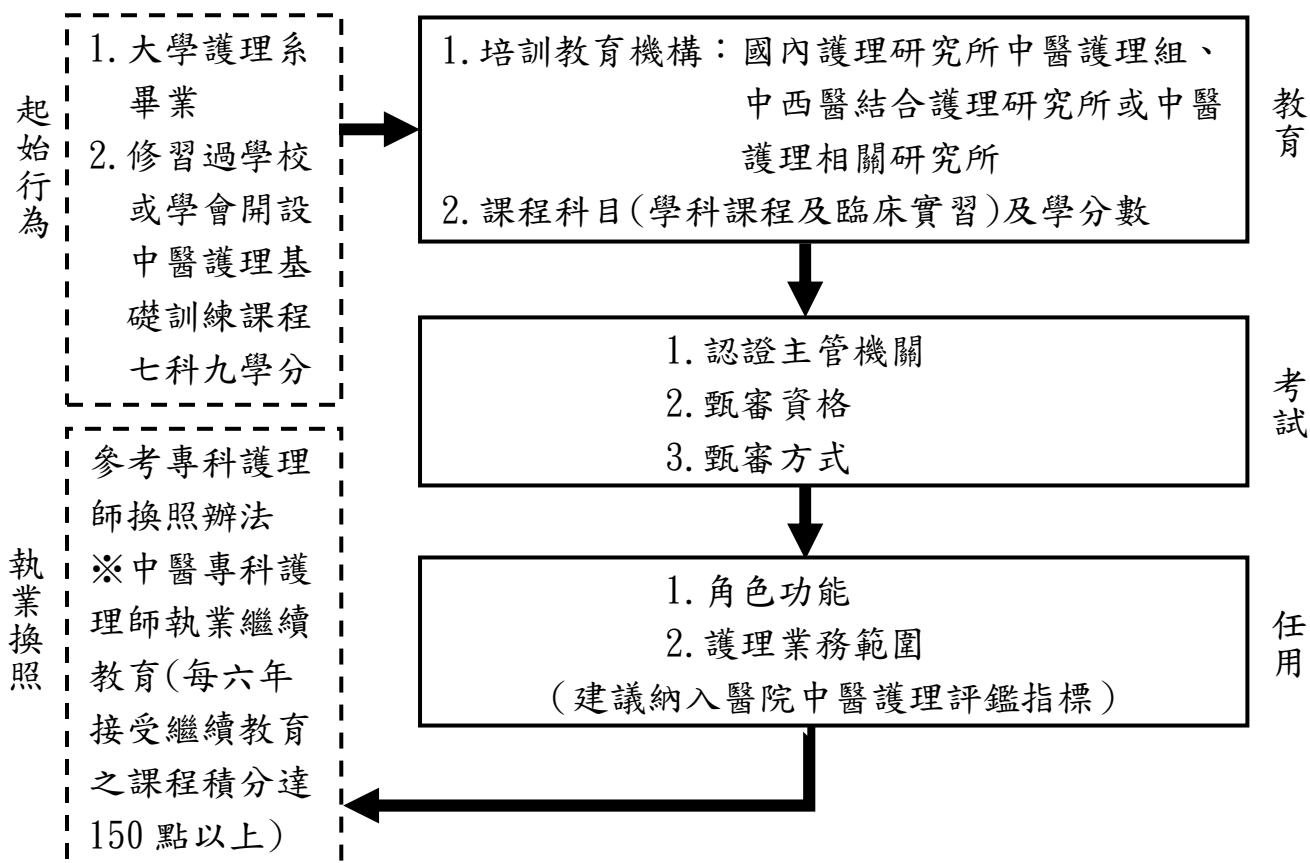 起始行為
1. 大學護理系
畢業
2. 修習過學校
或學會開設
中醫護理基
礎訓練課程
七科九學分
1. 培訓教育機構：國內護理研究所中醫護理組、
中西醫結合護理研究所或中醫
護理相關研究所
2. 課程科目(學科課程及臨床實習)及學分數
教育
1. 認證主管機關
2. 甄審資格
3. 甄審方式
考試
1. 角色功能
2. 護理業務範圍
（建議納入醫院中醫護理評鑑指標）
任用
執業換照
參考專科護理
師換照辦法
※中醫專科護
理師執業繼續
教育(每六年
接受繼續教育
之課程積分達
150 點以上）